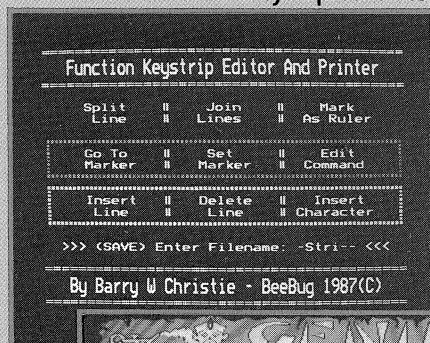 Function Keystrip Editor And Printer
Split || Join || Mark
Line || Lines || As Ruler
Go To || Set || Edit
Marker || Marker || Command
Insert || Delete || Insert
Line || Line || Character
>>> (SAVE) Enter Filename: -Stri-- <<<
By Barry W Christie - BeeBug 1987(C)